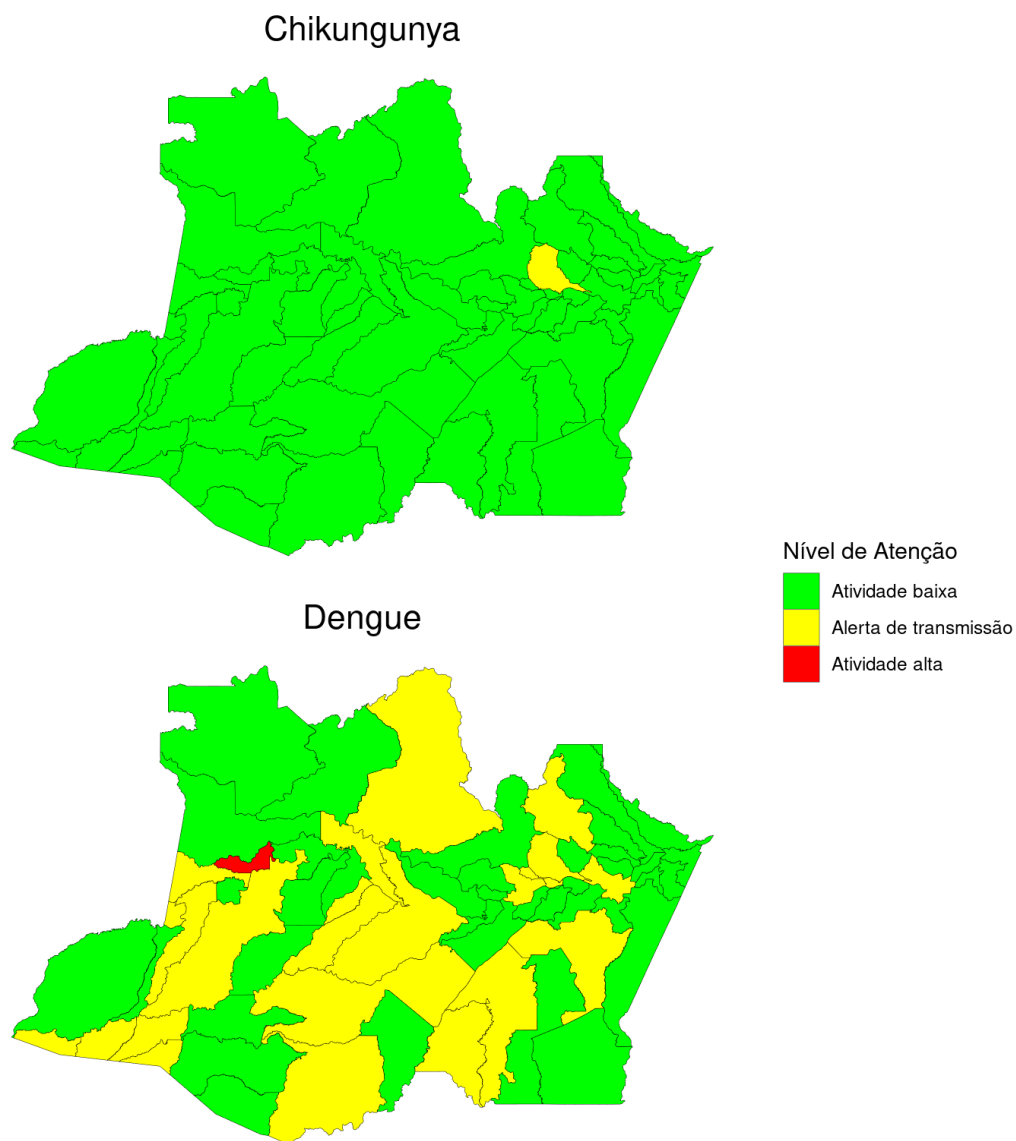 Chikungunya
Nível de Atenção
Atividade baixa
Alerta de transmissão
Atividade alta
Dengue